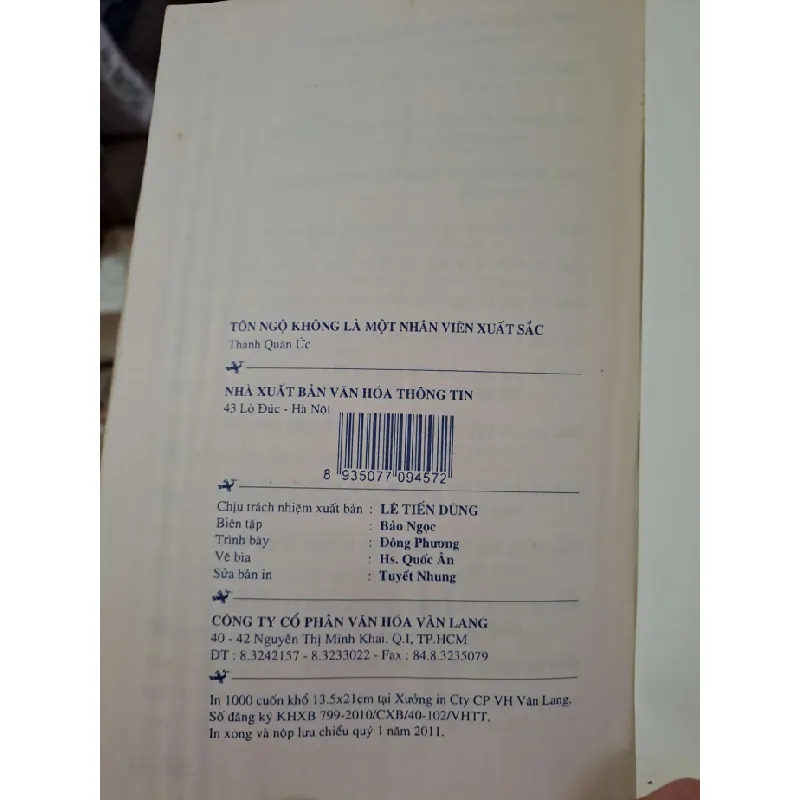 TÔN NGỘ KHÔNG LÀ MỘT NHÂN VIÊN XUẤT SẮC
Thành Quân Ức
NHÀ XUẤT BẢN VĂN HÓA THÔNG TIN
43 Lò Đúc - Hà Nội
8 935077 094572
Chịu trách nhiệm xuất bản : LÊ TIẾN DŨNG
Biên tập : Bảo Ngọc
Trình bày : Đông Phương
Vẽ bìa : Hs. Quốc Ân
Sửa bản in : Tuyết Nhung
CÔNG TY CỔ PHẦN VĂN HÓA VĂN LANG
40 - 42 Nguyễn Thị Minh Khai. Q.I, TP.HCM
ĐT : 8.3242157 - 8.3233022 - Fax : 84.8.3235079
In 1000 cuốn khổ 13.5x21cm tại Xưởng in Cty CP VH Văn Lang.
Số đăng ký KHXB 799-2010/CXB/40-102/VHTT.
In xong và nộp lưu chiểu quý 1 năm 2011.